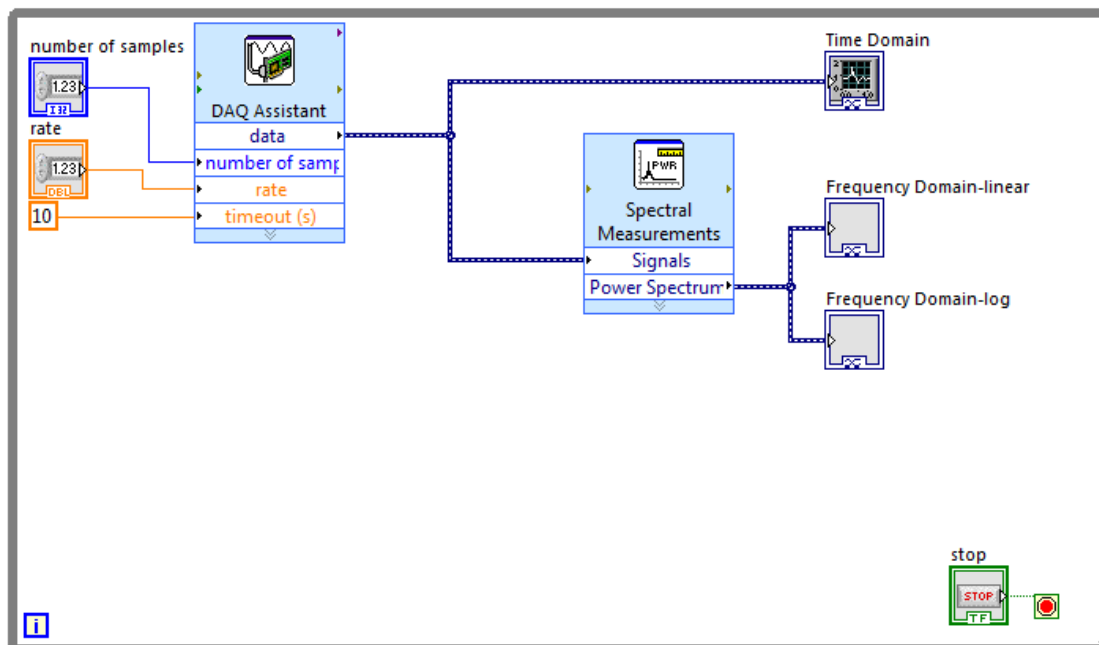 number of samples
1.23
I32
rate
1.23
DBL
10
DAQ Assistant
data
number of samp
rate
timeout (s)
Time Domain
PWR
Spectral
Measurements
Signals
Power Spectrum
Frequency Domain-linear
Frequency Domain-log
stop
STOP
TF
i